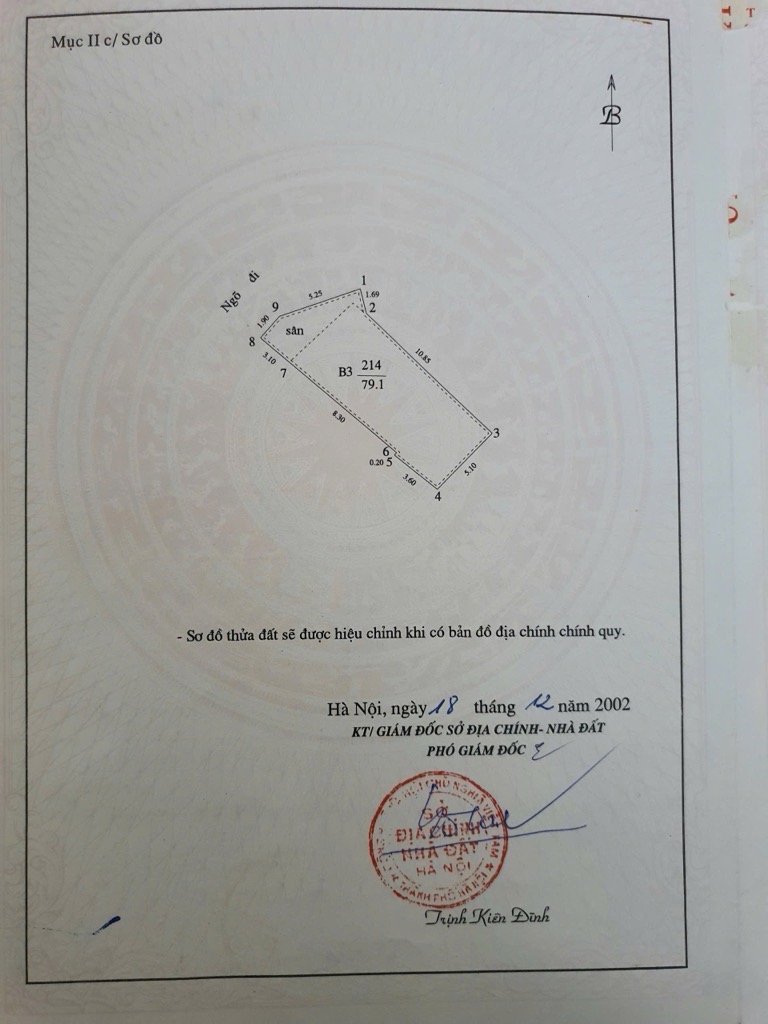 Mục II c/ Sơ đồ
B
Ngõ đi
1
5.25
1.69
2
9
1.90
sân
8
3.10
7
10.85
B3 214
79.1
8.30
3
6
0.20 5
3.60
5.10
4
- Sơ đồ thửa đất sẽ được hiệu chỉnh khi có bản đồ địa chính chính quy.
Hà Nội, ngày 18 tháng 12 năm 2002
KT/ GIÁM ĐỐC SỞ ĐỊA CHÍNH- NHÀ ĐẤT
PHÓ GIÁM ĐỐC
SỞ
ĐỊA CHÍNH
NHÀ ĐẤT
HÀ NỘI
Trịnh Kiên Đĩnh